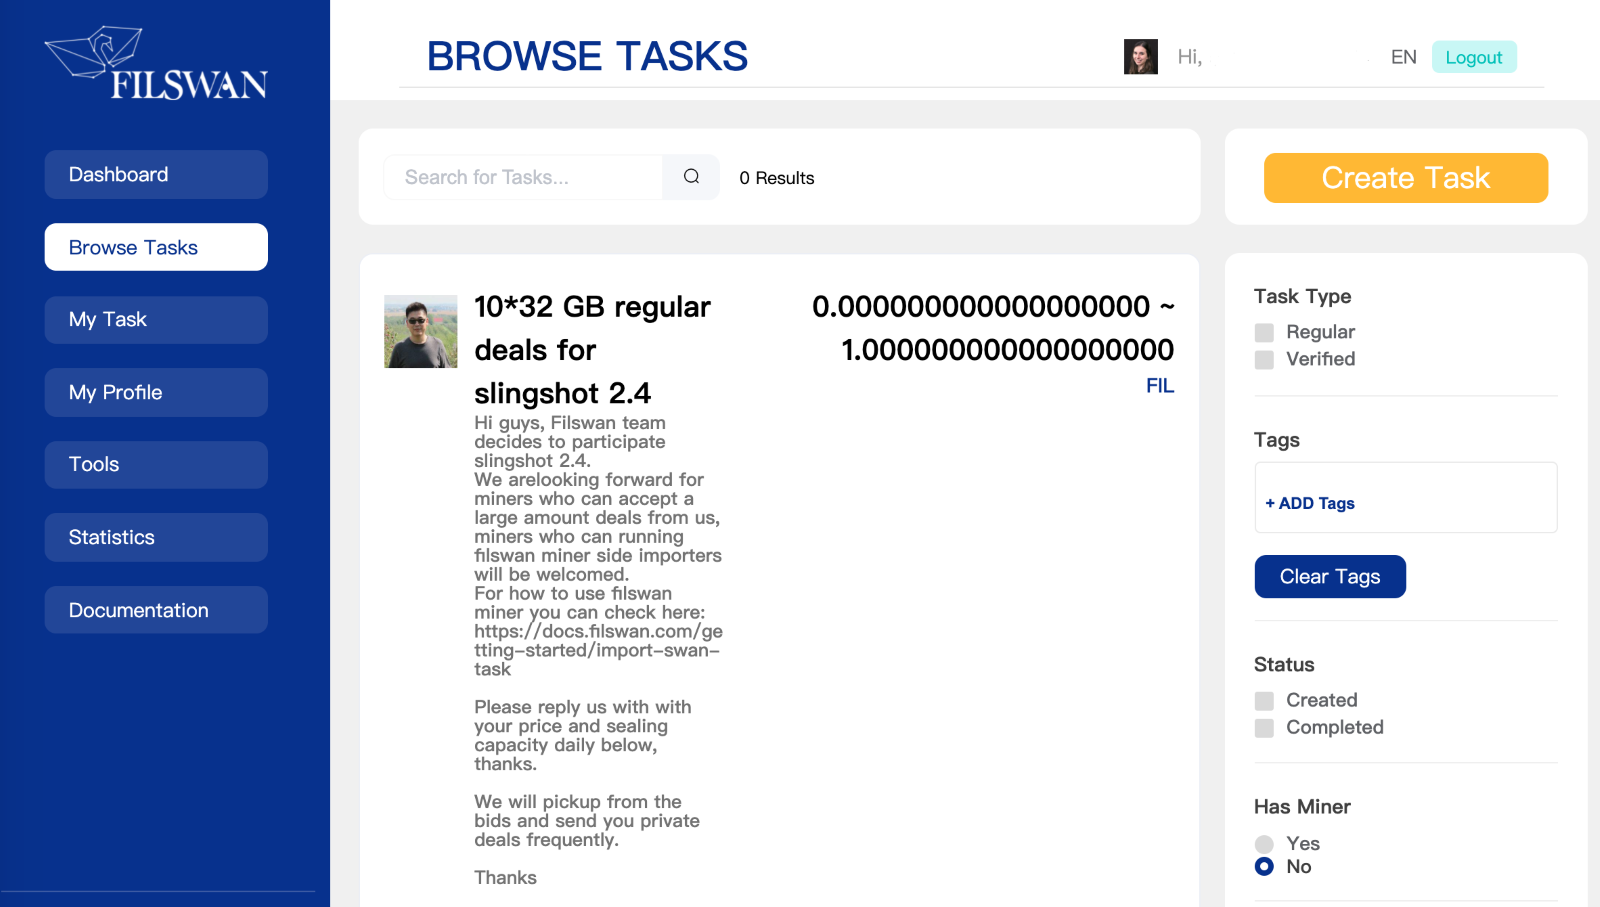 FILSWAN
BROWSE TASKS
Hi,
EN
Logout
Dashboard
Browse Tasks
My Task
My Profile
Tools
Statistics
Documentation
Search for Tasks...
0 Results
Create Task
10*32 GB regular
deals for
slingshot 2.4
0.000000000000000000 ~
1.000000000000000000
FIL
Hi guys, Filswan team
decides to participate
slingshot 2.4.
We arelooking forward for
miners who can accept a
large amount deals from us,
miners who can running
filswan miner side importers
will be welcomed.
For how to use filswan
miner you can check here:
https://docs.filswan.com/ge
tting-started/import-swan-
task
Please reply us with with
your price and sealing
capacity daily below,
thanks.
We will pickup from the
bids and send you private
deals frequently.
Thanks
Task Type
Regular
Verified
Tags
+ ADD Tags
Clear Tags
Status
Created
Completed
Has Miner
Yes
No